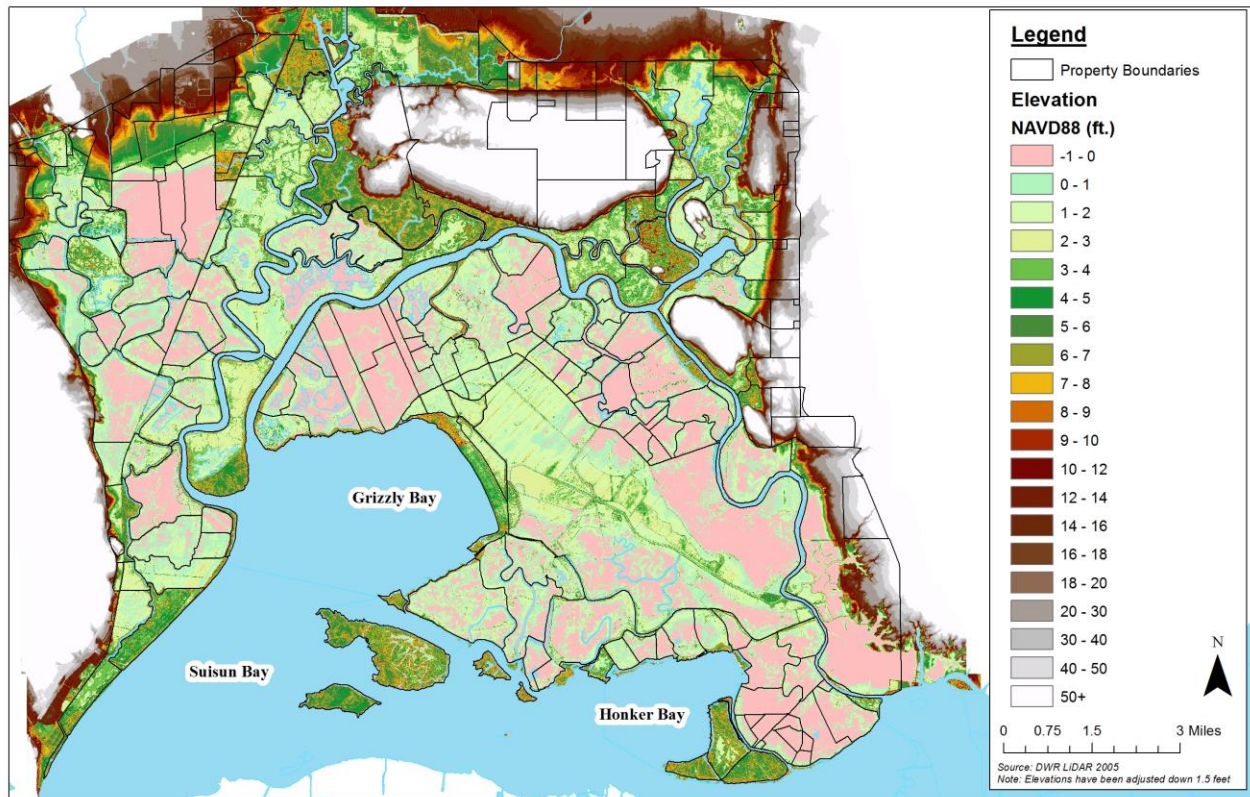 Legend
Property Boundaries
Elevation
NAVD88 (ft.)
-1 - 0
0 - 1
1 - 2
2 - 3
3 - 4
4 - 5
5 - 6
6 - 7
7 - 8
8 - 9
9 - 10
10 - 12
12 - 14
14 - 16
16 - 18
18 - 20
20 - 30
30 - 40
40 - 50
50+
N
0 0.75 1.5 3 Miles
Source: DWR LiDAR 2005
Note: Elevations have been adjusted down 1.5 feet
Grizzly Bay
Suisun Bay
Honker Bay